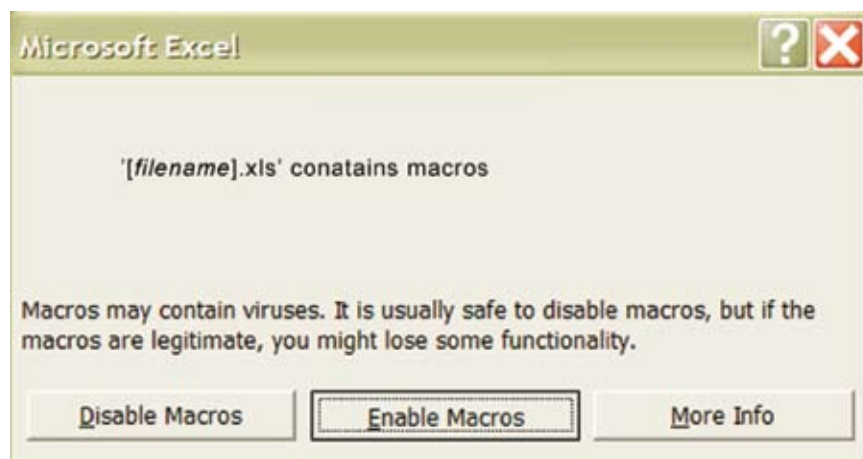 Microsoft Excel
'[filename].xls' conatains macros
Macros may contain viruses. It is usually safe to disable macros, but if the
macros are legitimate, you might lose some functionality.
Disable Macros Enable Macros More Info